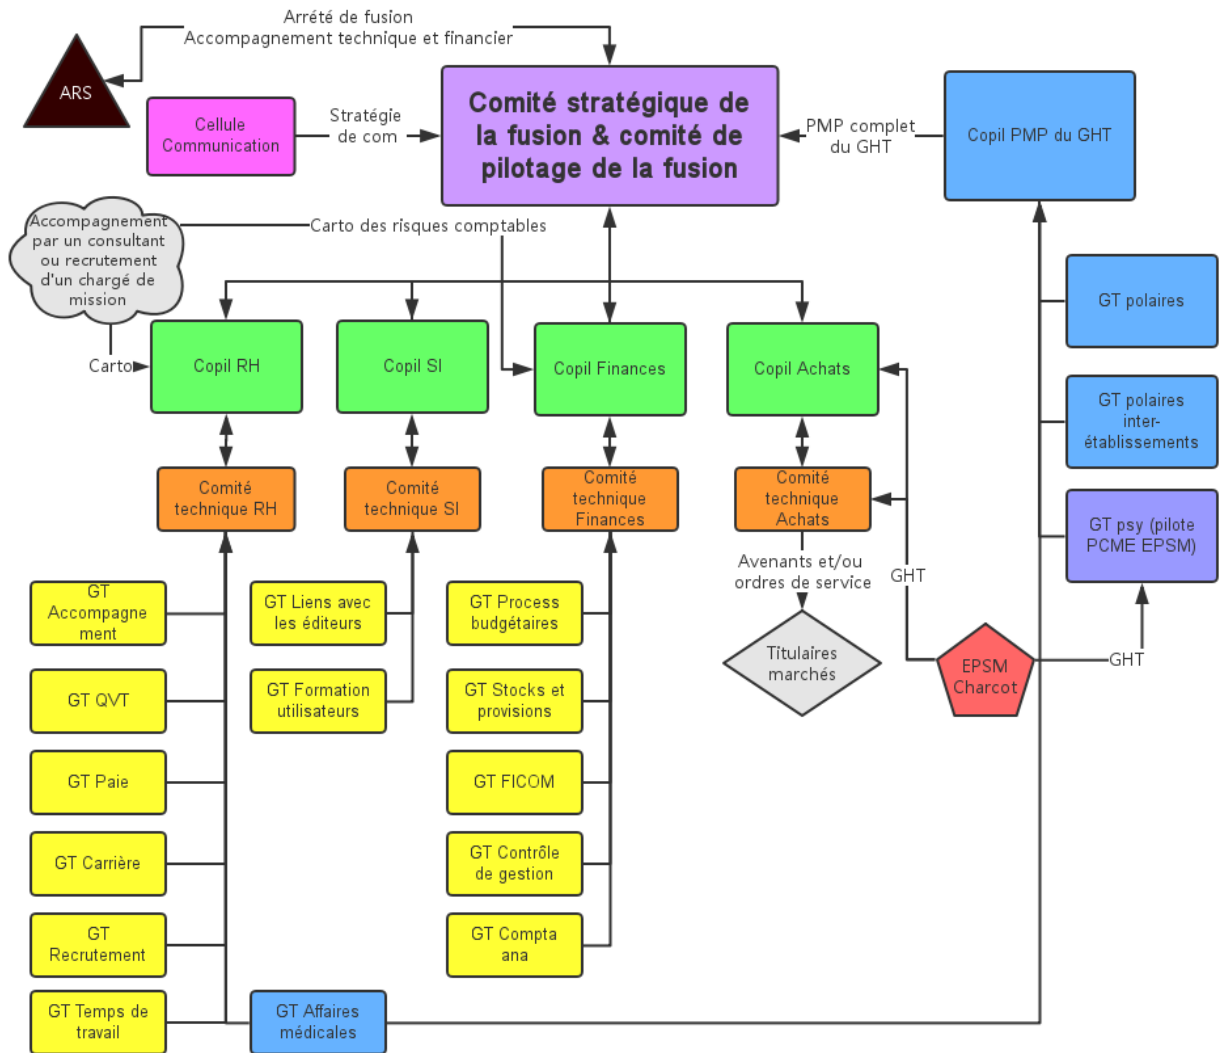 Arrété de fusion
Accompagnement technique et financier
ARS
Cellule
Communication
Stratégie
de com
Comité stratégique de
la fusion & comité de
pilotage de la fusion
PMP complet
du GHT
Copil PMP du GHT
Accompagnement
par un consultant
ou recrutement
d'un chargé de
mission
Carto des risques comptables
Carto
Copil RH
Copil SI
Copil Finances
Copil Achats
GT polaires
GT polaires
inter-
établissements
GT psy (pilote
PCME EPSM)
Comité
technique RH
Comité
technique SI
Comité
technique
Finances
Comité
technique
Achats
Avenants et/ou
ordres de service
GHT
Titulaires
marchés
EPSM
Charcot
GHT
GT
Accompagne
ment
GT QVT
GT Paie
GT Carrière
GT
Recrutement
GT Temps de
travail
GT Liens avec
les éditeurs
GT Formation
utilisateurs
GT Affaires
médicales
GT Process
budgétaires
GT Stocks et
provisions
GT FICOM
GT Contrôle
de gestion
GT Compta
ana